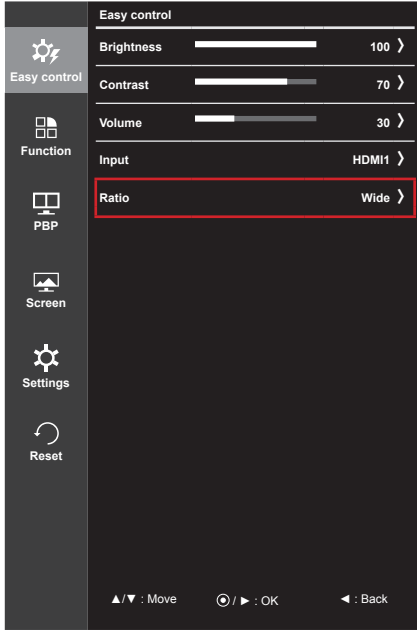 Easy control
Brightness 100 ❭
Contrast 70 ❭
Volume 30 ❭
Input HDMI1 ❭
Ratio Wide ❭
Easy control
Function
PBP
Screen
Settings
Reset
▲/▼ : Move ⦿ / ► : OK ◄ : Back